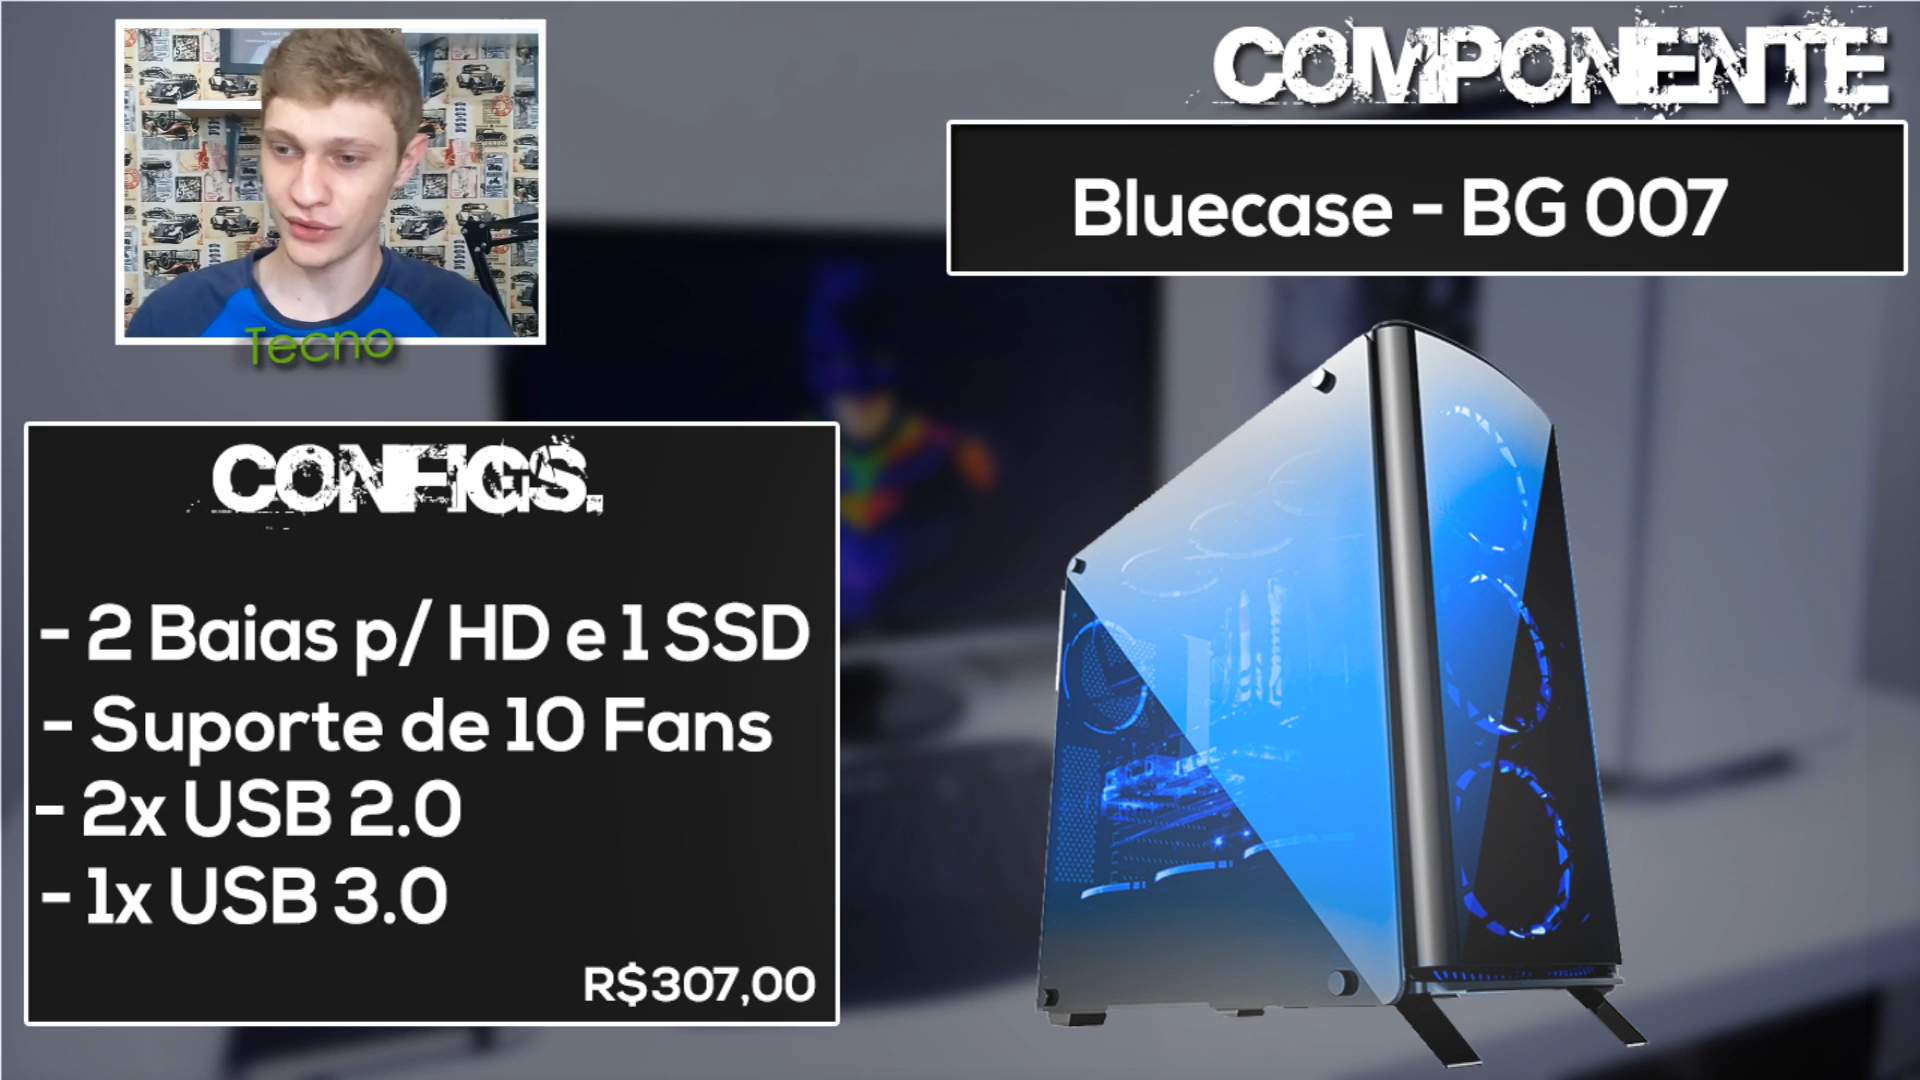 COMPONENTE
Bluecase - BG 007
Tecno
CONFIGS.
- 2 Baias p/ HD e 1 SSD
- Suporte de 10 Fans
- 2x USB 2.0
- 1x USB 3.0
R$307,00